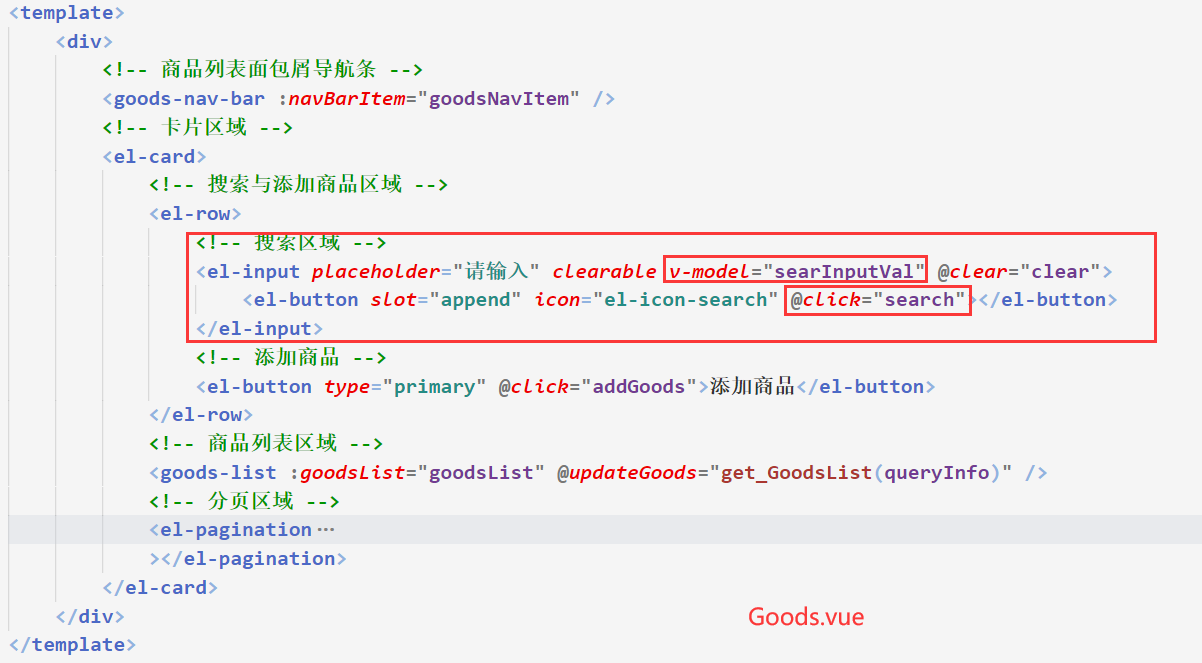 <template>
<div>
<!-- 商品列表面包屑导航条 -->
<goods-nav-bar :navBarItem="goodsNavItem" />
<!-- 卡片区域 -->
<el-card>
<!-- 搜索与添加商品区域 -->
<el-row>
<!-- 搜索区域 -->
<el-input placeholder="请输入" clearable v-model="searInputVal" @clear="clear">
<el-button slot="append" icon="el-icon-search" @click="search"></el-button>
</el-input>
<!-- 添加商品 -->
<el-button type="primary" @click="addGoods">添加商品</el-button>
</el-row>
<!-- 商品列表区域 -->
<goods-list :goodsList="goodsList" @updateGoods="get_GoodsList(queryInfo)" />
<!-- 分页区域 -->
<el-pagination ···
></el-pagination>
</el-card>
</div>
Goods.vue
</template>